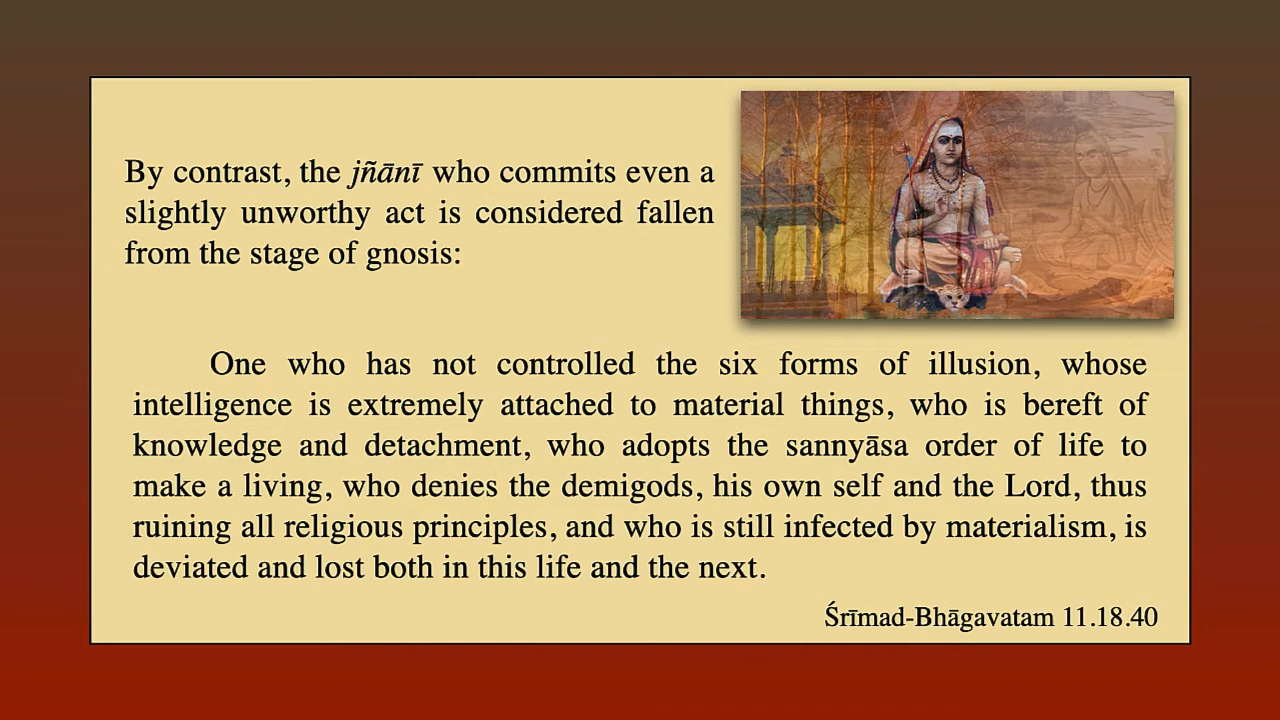 By contrast, the jñānī who commits even a
slightly unworthy act is considered fallen
from the stage of gnosis:
One who has not controlled the six forms of illusion, whose
intelligence is extremely attached to material things, who is bereft of
knowledge and detachment, who adopts the sannyāsa order of life to
make a living, who denies the demigods, his own self and the Lord, thus
ruining all religious principles, and who is still infected by materialism, is
deviated and lost both in this life and the next.
Śrīmad-Bhāgavatam 11.18.40